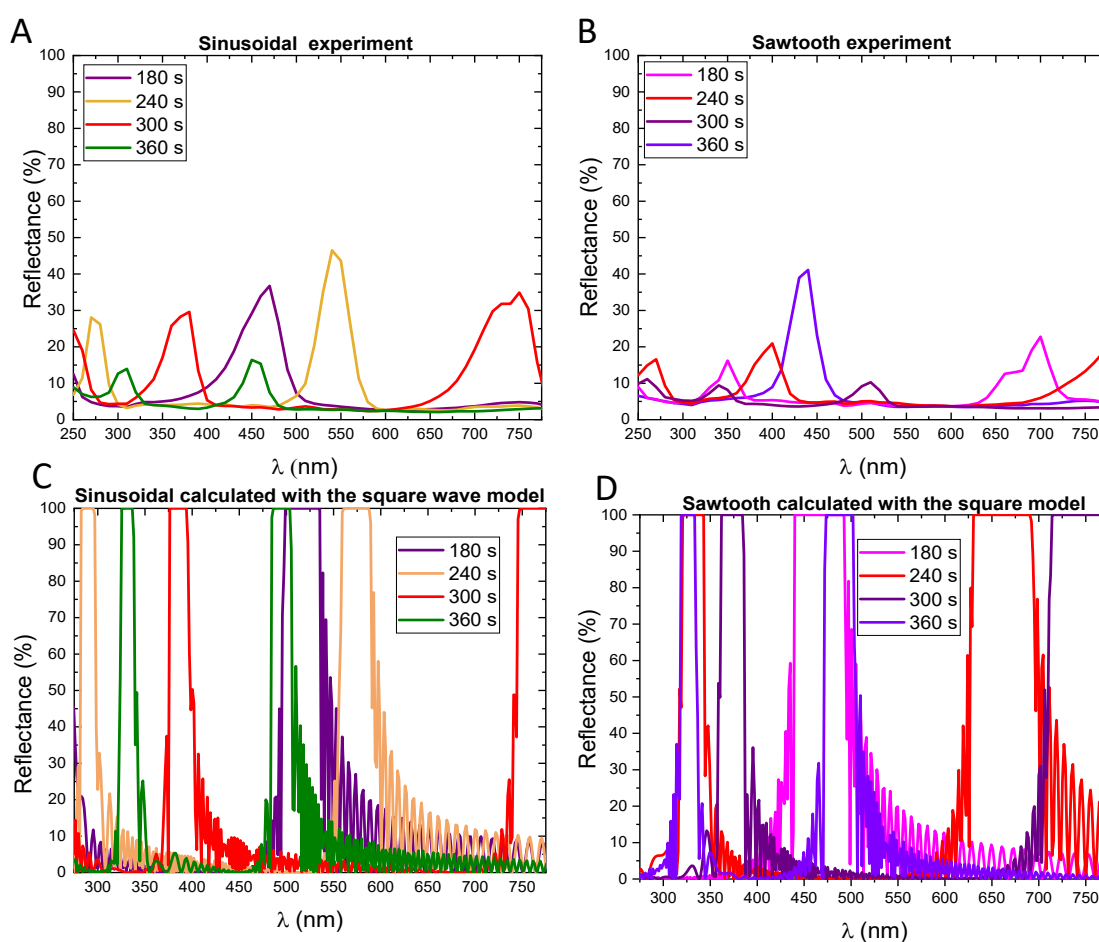 A
Sinusoidal experiment
100
90
80
70
60
50
40
30
20
10
0
Reflectance (%)
180 s
240 s
300 s
360 s
250 300 350 400 450 500 550 600 650 700 750
λ (nm)
B
Sawtooth experiment
100
90
80
70
60
50
40
30
20
10
0
Reflectance (%)
180 s
240 s
300 s
360 s
250 300 350 400 450 500 550 600 650 700 750
λ (nm)
C
Sinusoidal calculated with the square wave model
100
90
80
70
60
50
40
30
20
10
0
Reflectance (%)
180 s
240 s
300 s
360 s
300 350 400 450 500 550 600 650 700 750
λ (nm)
D
Sawtooth calculated with the square model
100
90
80
70
60
50
40
30
20
10
0
Reflectance (%)
180 s
240 s
300 s
360 s
300 350 400 450 500 550 600 650 700 750
λ (nm)